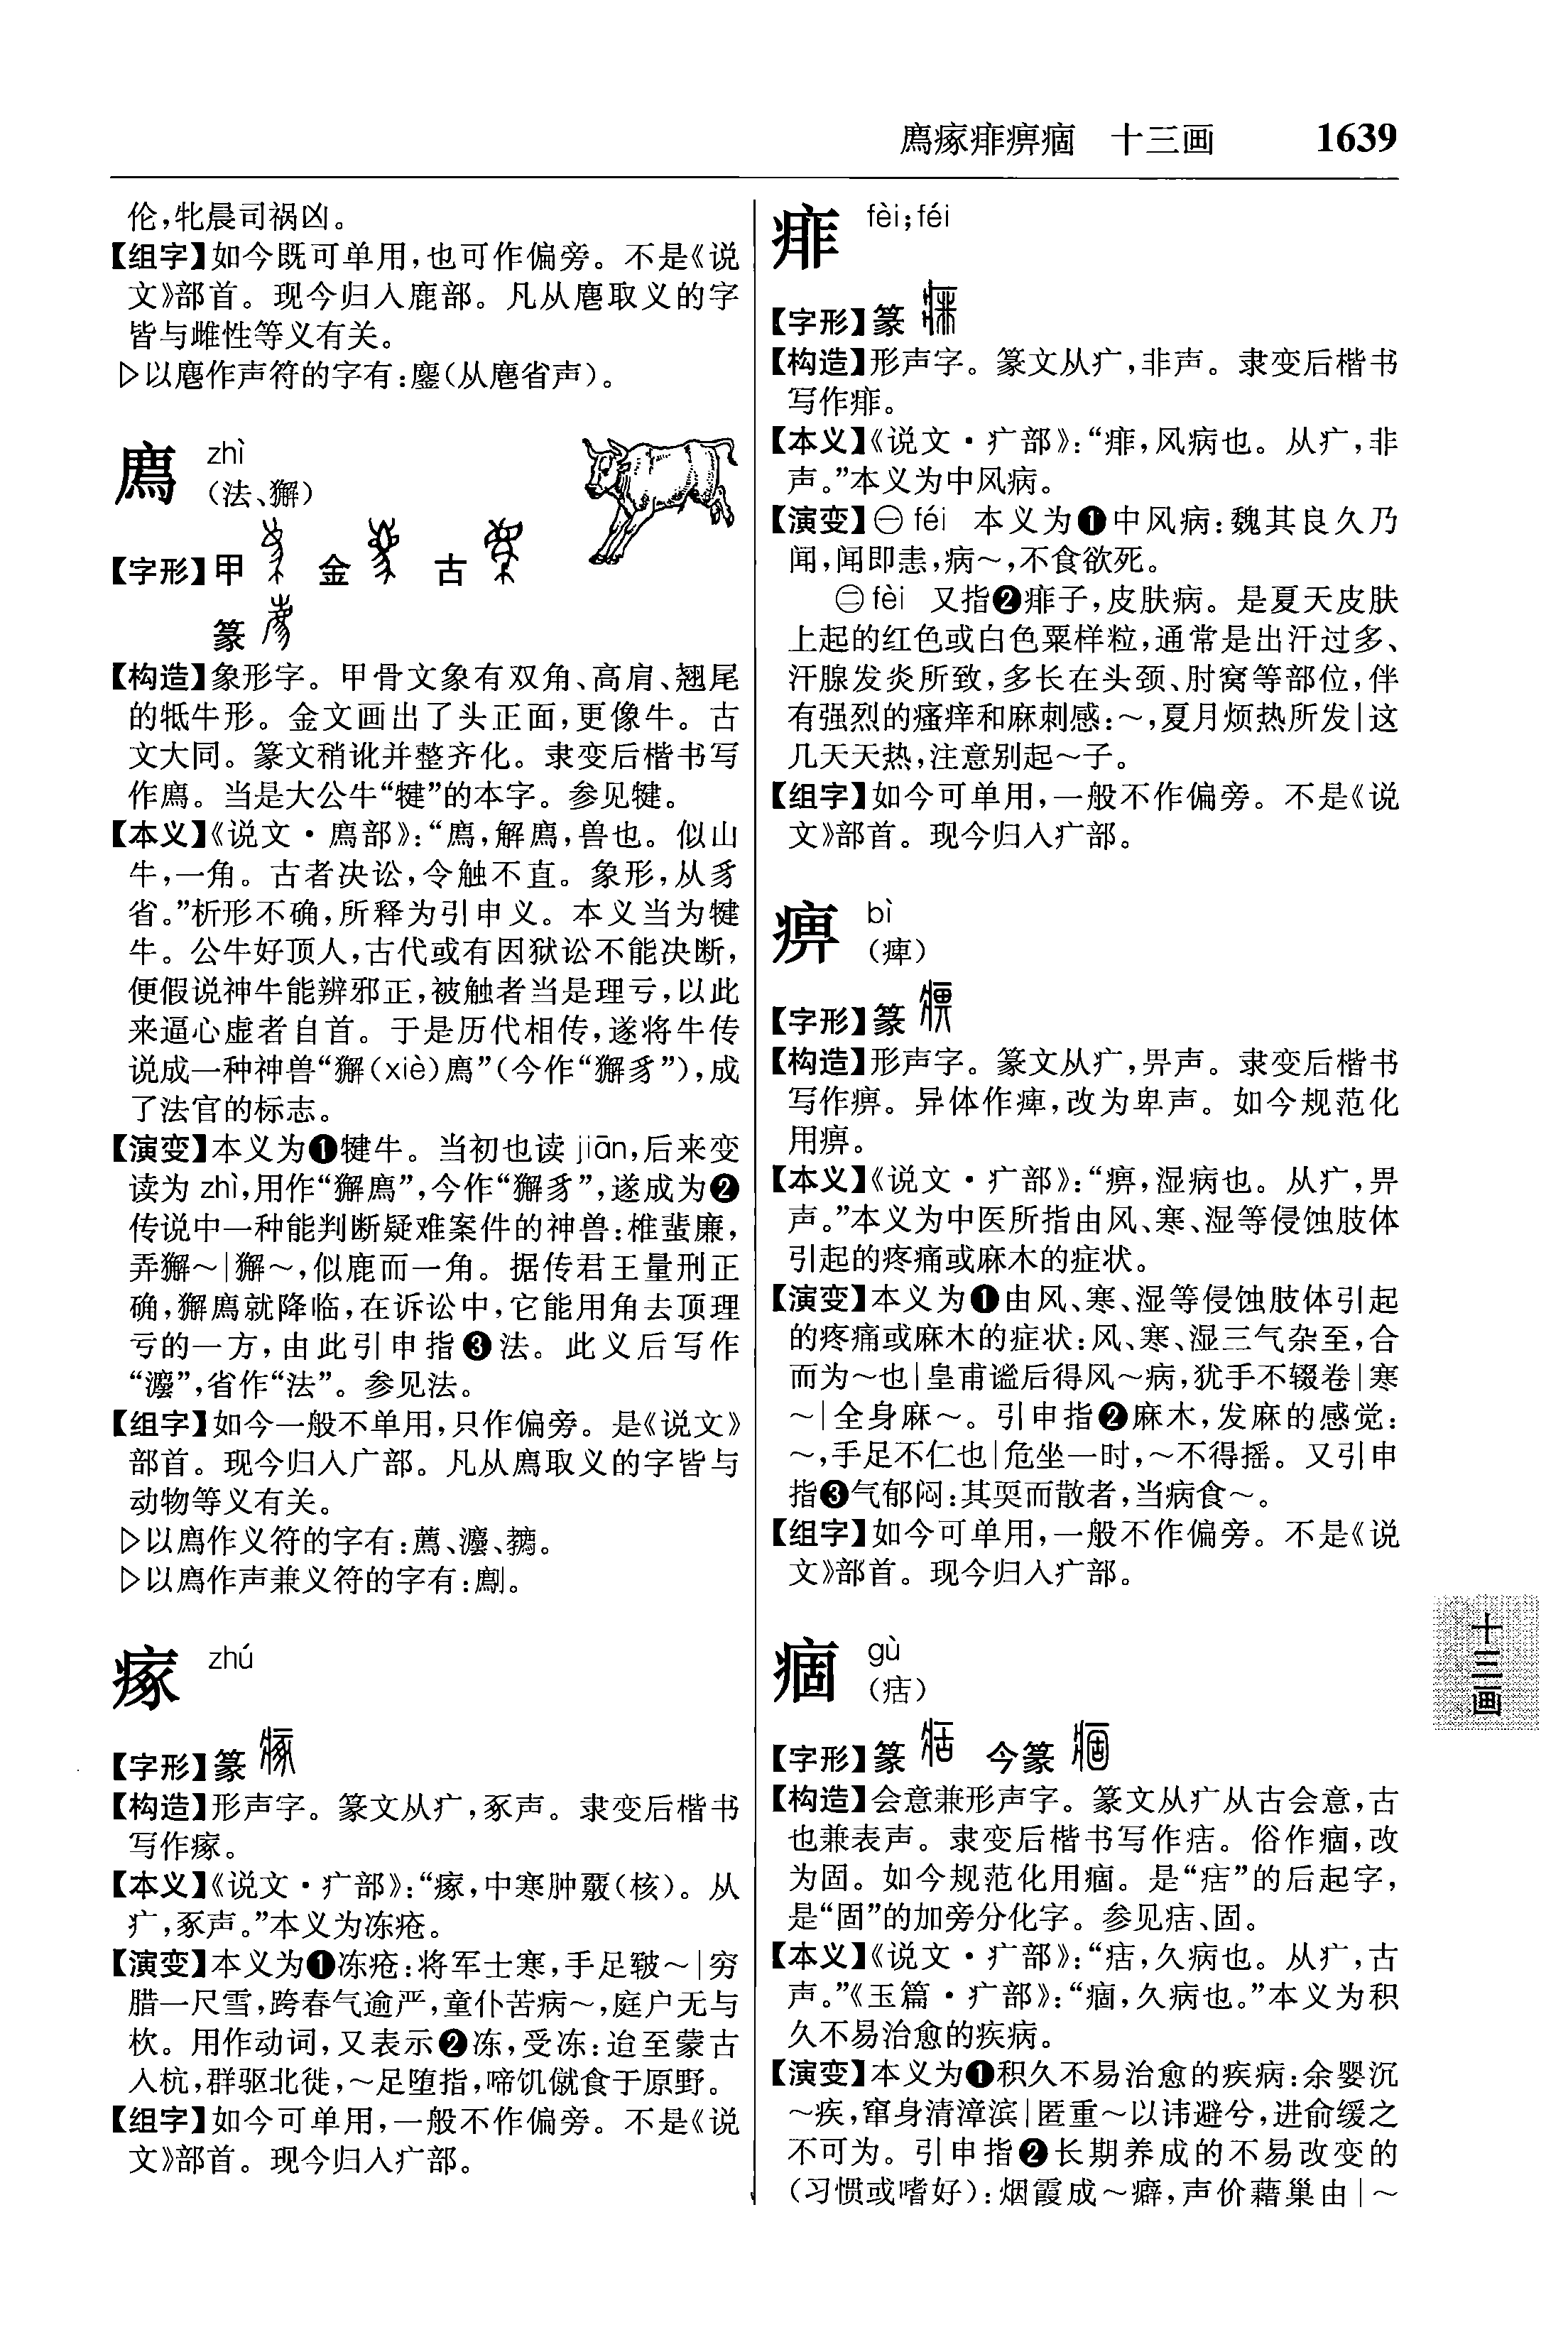 廌瘃痱痹痼　十三画　1639
伦，牝晨司祸凶。
【组字】如今既可单用，也可作偏旁。不是《说
文》部首。现今归入鹿部。凡从麀取义的字
皆与雌性等义有关。
▷以麀作声符的字有：鏖（从麀省声）。
廌 zhì
（法、獬）
【字形】甲 金 古
篆
【构造】象形字。甲骨文象有双角、高肩、翘尾
的牴牛形。金文画出了头正面，更像牛。古
文大同。篆文稍讹并整齐化。隶变后楷书写
作廌。当是大公牛“犍”的本字。参见犍。
【本义】《说文·廌部》：“廌，解廌，兽也。似山
牛，一角。古者决讼，令触不直。象形，从豸
省。”析形不确，所释为引申义。本义当为犍
牛。公牛好顶人，古代或有因狱讼不能决断，
便假说神牛能辨邪正，被触者当是理亏，以此
来逼心虚者自首。于是历代相传，遂将牛传
说成一种神兽“獬（xiè）廌”（今作“獬豸”），成
了法官的标志。
【演变】本义为❶犍牛。当初也读 jiān，后来变
读为 zhì，用作“獬廌”，今作“獬豸”，遂成为❷
传说中一种能判断疑难案件的神兽：椎蜚廉，
弄獬～|獬～，似鹿而一角。据传君王量刑正
确，獬廌就降临，在诉讼中，它能用角去顶理
亏的一方，由此引申指❸法。此义后写作
“灋”，省作“法”。参见法。
【组字】如今一般不单用，只作偏旁。是《说文》
部首。现今归入广部。凡从廌取义的字皆与
动物等义有关。
▷以廌作义符的字有：薦、灋、。
▷以廌作声兼义符的字有：。
瘃 zhú
【字形】篆
【构造】形声字。篆文从疒，豖声。隶变后楷书
写作瘃。
【本义】《说文·疒部》：“瘃，中寒肿覈（核）。从
疒，豖声。”本义为冻疮。
【演变】本义为❶冻疮：将军士寒，手足皲～|穷
腊一尺雪，跨春气逾严，童仆苦病～，庭户无与
杴。用作动词，又表示❷冻，受冻：迨至蒙古
入杭，群驱北徙，～足堕指，啼饥僦食于原野。
【组字】如今可单用，一般不作偏旁。不是《说
文》部首。现今归入疒部。
痱 fèi；féi
【字形】篆
【构造】形声字。篆文从疒，非声。隶变后楷书
写作痱。
【本义】《说文·疒部》：“痱，风病也。从疒，非
声。”本义为中风病。
【演变】㊀ féi 本义为❶中风病：魏其良久乃
闻，闻即恚，病～，不食欲死。
㊁ fèi 又指❷痱子，皮肤病。是夏天皮肤
上起的红色或白色粟样粒，通常是出汗过多、
汗腺发炎所致，多长在头颈、肘窝等部位，伴
有强烈的瘙痒和麻刺感：～，夏月烦热所发|这
几天天热，注意别起～子。
【组字】如今可单用，一般不作偏旁。不是《说
文》部首。现今归入疒部。
痹 bì
（痺）
【字形】篆
【构造】形声字。篆文从疒，畀声。隶变后楷书
写作痹。异体作痺，改为卑声。如今规范化
用痹。
【本义】《说文·疒部》：“痹，湿病也。从疒，畀
声。”本义为中医所指由风、寒、湿等侵蚀肢体
引起的疼痛或麻木的症状。
【演变】本义为❶由风、寒、湿等侵蚀肢体引起
的疼痛或麻木的症状：风、寒、湿三气杂至，合
而为～也|皇甫谧后得风～病，犹手不辍卷|寒
～|全身麻～。引申指❷麻木，发麻的感觉：
～，手足不仁也|危坐一时，～不得摇。又引申
指❸气郁闷：其耎而散者，当病食～。
【组字】如今可单用，一般不作偏旁。不是《说
文》部首。现今归入疒部。
痼 gù
（㾇）
【字形】篆 今篆
【构造】会意兼形声字。篆文从疒从古会意，古
也兼表声。隶变后楷书写作㾇。俗作痼，改
为固。如今规范化用痼。是“㾇”的后起字，
是“固”的加旁分化字。参见㾇、固。
【本义】《说文·疒部》：“㾇，久病也。从疒，古
声。”《玉篇·疒部》：“痼，久病也。”本义为积
久不易治愈的疾病。
【演变】本义为❶积久不易治愈的疾病：余婴沉
～疾，窜身清漳滨|匿重～以讳避兮，进俞缓之
不可为。引申指❷长期养成的不易改变的
（习惯或嗜好）：烟霞成～癖，声价藉巢由|～
十三画